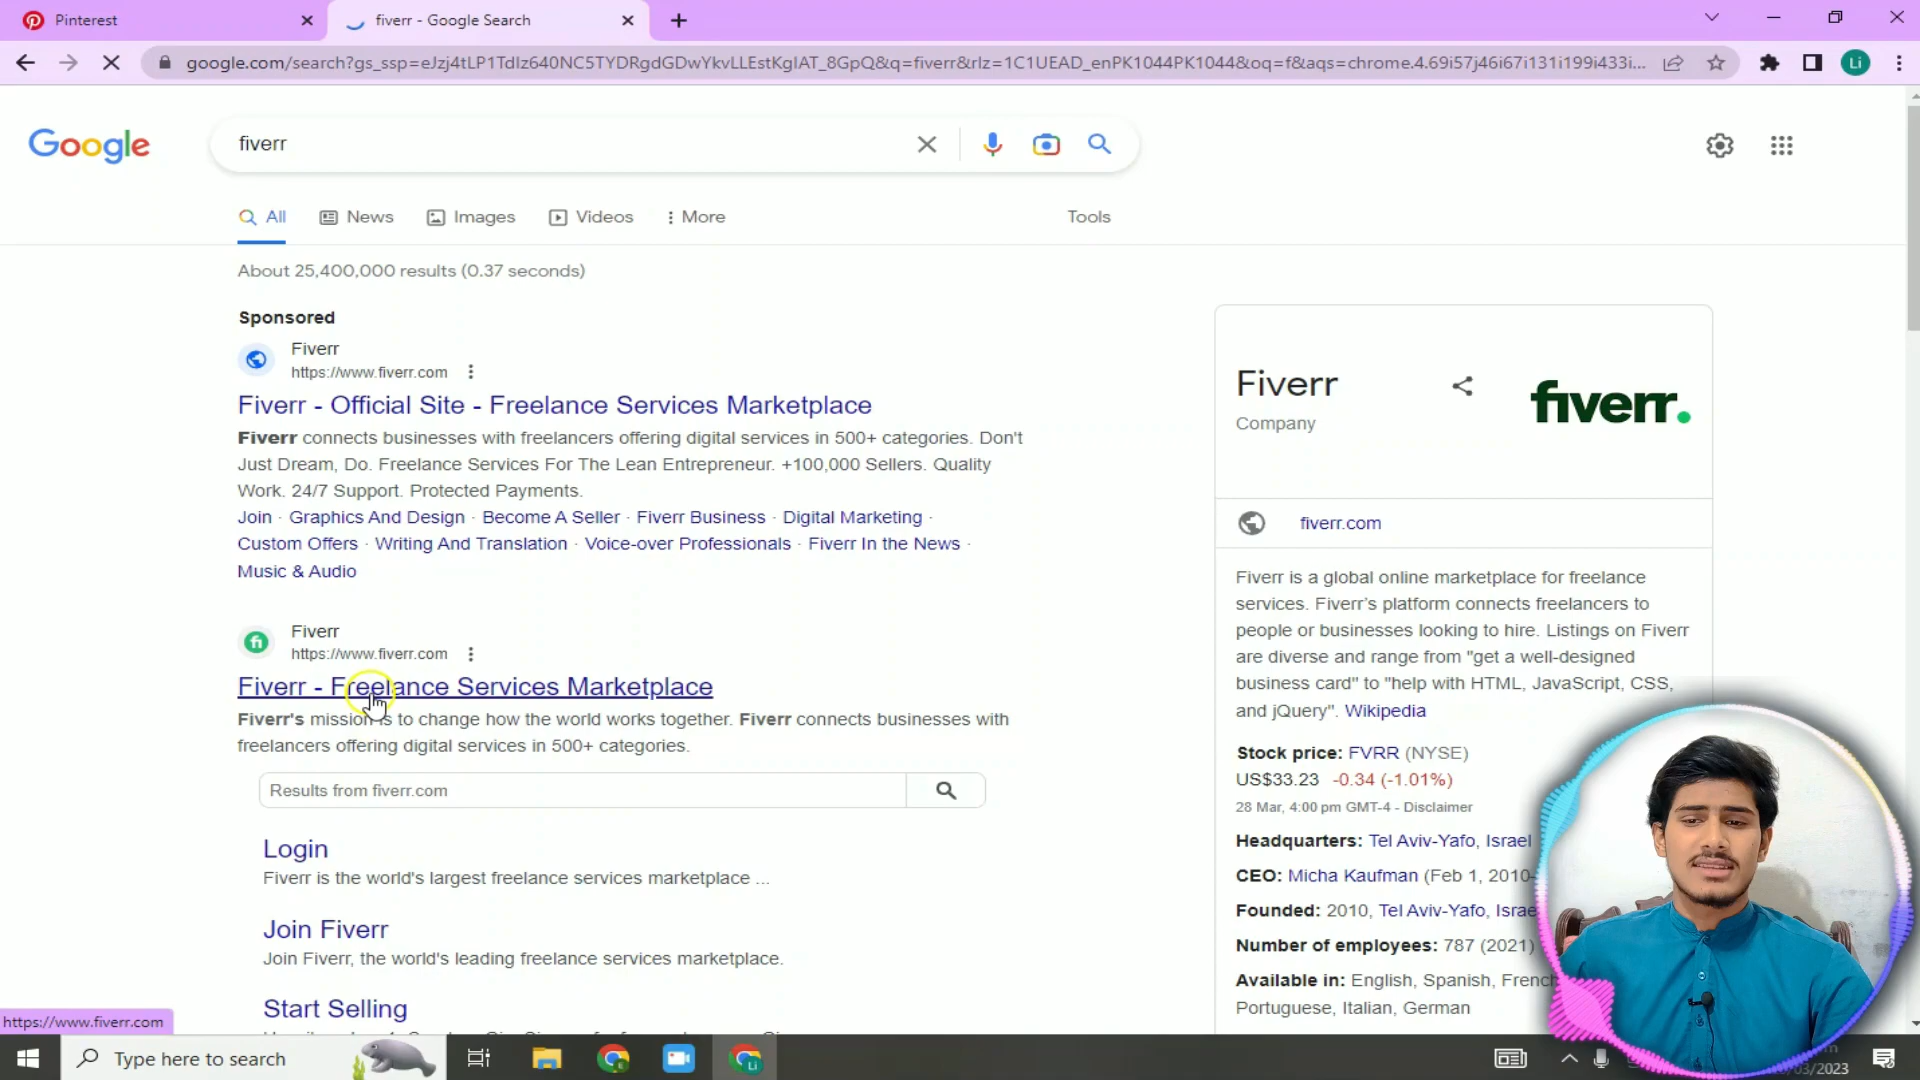 Pinterest
fiverr - Google Search
google.com/search?gs_ssp=eJzj4tLP1TdIz640NC5TYDRgdGDwYkvLLEstKgIAT_8GpQ&q=fiverr&rlz=1C1UEAD_enPK1044PK1044&oq=f&aqs=chrome.4.69i57j46i67i131i199i433i...
Li
Google
fiverr
All
News
Images
Videos
More
Tools
About 25,400,000 results (0.37 seconds)
Sponsored
Fiverr
https://www.fiverr.com
Fiverr - Official Site - Freelance Services Marketplace
Fiverr connects businesses with freelancers offering digital services in 500+ categories. Don't
Just Dream, Do. Freelance Services For The Lean Entrepreneur. +100,000 Sellers. Quality
Work. 24/7 Support. Protected Payments.
Join · Graphics And Design · Become A Seller · Fiverr Business · Digital Marketing ·
Custom Offers · Writing And Translation · Voice-over Professionals · Fiverr In the News ·
Music & Audio
fi
Fiverr
https://www.fiverr.com
Fiverr - Freelance Services Marketplace
Fiverr's mission is to change how the world works together. Fiverr connects businesses with
freelancers offering digital services in 500+ categories.
Results from fiverr.com
Login
Fiverr is the world's largest freelance services marketplace ...
Join Fiverr
Join Fiverr, the world's leading freelance services marketplace.
Start Selling
Fiverr
Company
fiverr.
fiverr.com
Fiverr is a global online marketplace for freelance
services. Fiverr's platform connects freelancers to
people or businesses looking to hire. Listings on Fiverr
are diverse and range from "get a well-designed
business card" to "help with HTML, JavaScript, CSS,
and jQuery". Wikipedia
Stock price: FVRR (NYSE)
US$33.23 -0.34 (-1.01%)
28 Mar, 4:00 pm GMT-4 - Disclaimer
Headquarters: Tel Aviv-Yafo, Israel
CEO: Micha Kaufman (Feb 1, 2010-
Founded: 2010, Tel Aviv-Yafo, Israe
Number of employees: 787 (2021)
Available in: English, Spanish, French
Portuguese, Italian, German
https://www.fiverr.com
Type here to search
Li
/03/2023